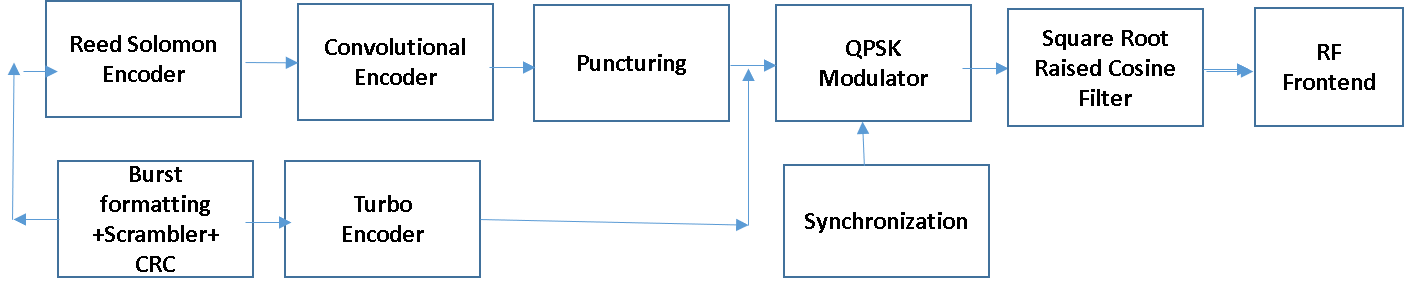 Reed Solomon
Encoder
Convolutional
Encoder
Puncturing
QPSK
Modulator
Square Root
Raised Cosine
Filter
RF
Frontend
Burst
formatting
+Scrambler+
CRC
Turbo
Encoder
Synchronization